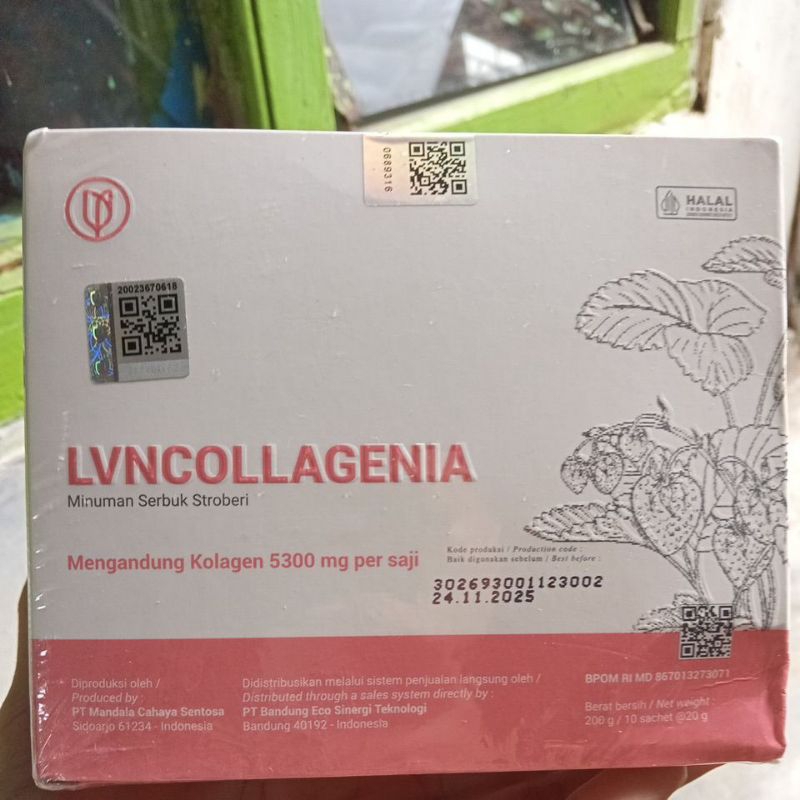 0689316
HALAL
INDONESIA
20023670618
LVNCOLLAGENIA
Minuman Serbuk Stroberi
Mengandung Kolagen 5300 mg per saji
Kode produksi / Production code :
Baik digunakan sebelum / Best before :
302693001123002
24.11.2025
Diproduksi oleh /
Produced by :
PT Mandala Cahaya Sentosa
Sidoarjo 61234 - Indonesia
Didistribusikan melalui sistem penjualan langsung oleh /
Distributed through a sales system directly by :
PT Bandung Eco Sinergi Teknologi
Bandung 40192 - Indonesia
BPOM RI MD 867013273071
Berat bersih / Net weight :
200 g / 10 sachet @20 g